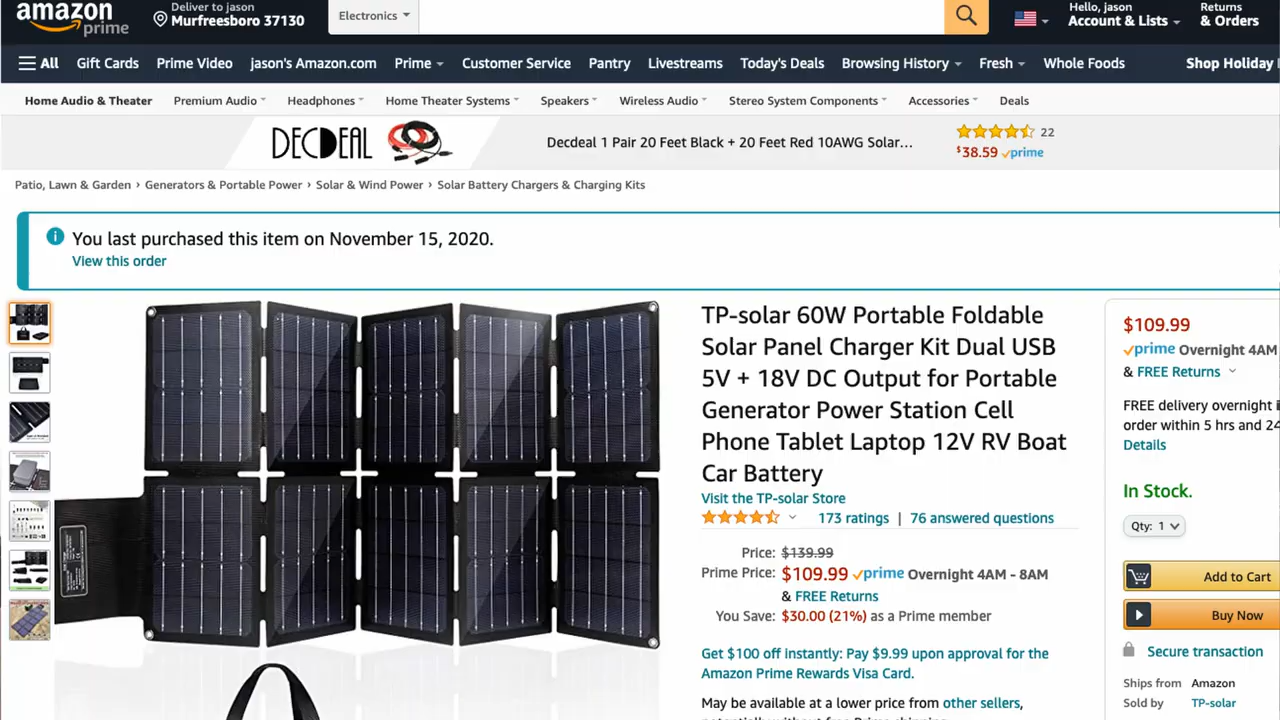 amazon
prime
Deliver to jason
Murfreesboro 37130
Electronics
Hello, jason
Account & Lists
Returns
& Orders
All
Gift Cards
Prime Video
jason's Amazon.com
Prime
Customer Service
Pantry
Livestreams
Today's Deals
Browsing History
Fresh
Whole Foods
Shop Holiday
Home Audio & Theater
Premium Audio
Headphones
Home Theater Systems
Speakers
Wireless Audio
Stereo System Components
Accessories
Deals
DECDEAL
Decdeal 1 Pair 20 Feet Black + 20 Feet Red 10AWG Solar…
22
$38.59 prime
Patio, Lawn & Garden › Generators & Portable Power › Solar & Wind Power › Solar Battery Chargers & Charging Kits
You last purchased this item on November 15, 2020.
View this order
TP-solar 60W Portable Foldable
Solar Panel Charger Kit Dual USB
5V + 18V DC Output for Portable
Generator Power Station Cell
Phone Tablet Laptop 12V RV Boat
Car Battery
Visit the TP-solar Store
173 ratings | 76 answered questions
Price: $139.99
Prime Price: $109.99 prime Overnight 4AM - 8AM
& FREE Returns
You Save: $30.00 (21%) as a Prime member
Get $100 off instantly: Pay $9.99 upon approval for the
Amazon Prime Rewards Visa Card.
May be available at a lower price from other sellers,
$109.99
prime Overnight 4AM
& FREE Returns
FREE delivery overnight
order within 5 hrs and 24
Details
In Stock.
Qty: 1
Add to Cart
Buy Now
Secure transaction
Ships from Amazon
Sold by TP-solar